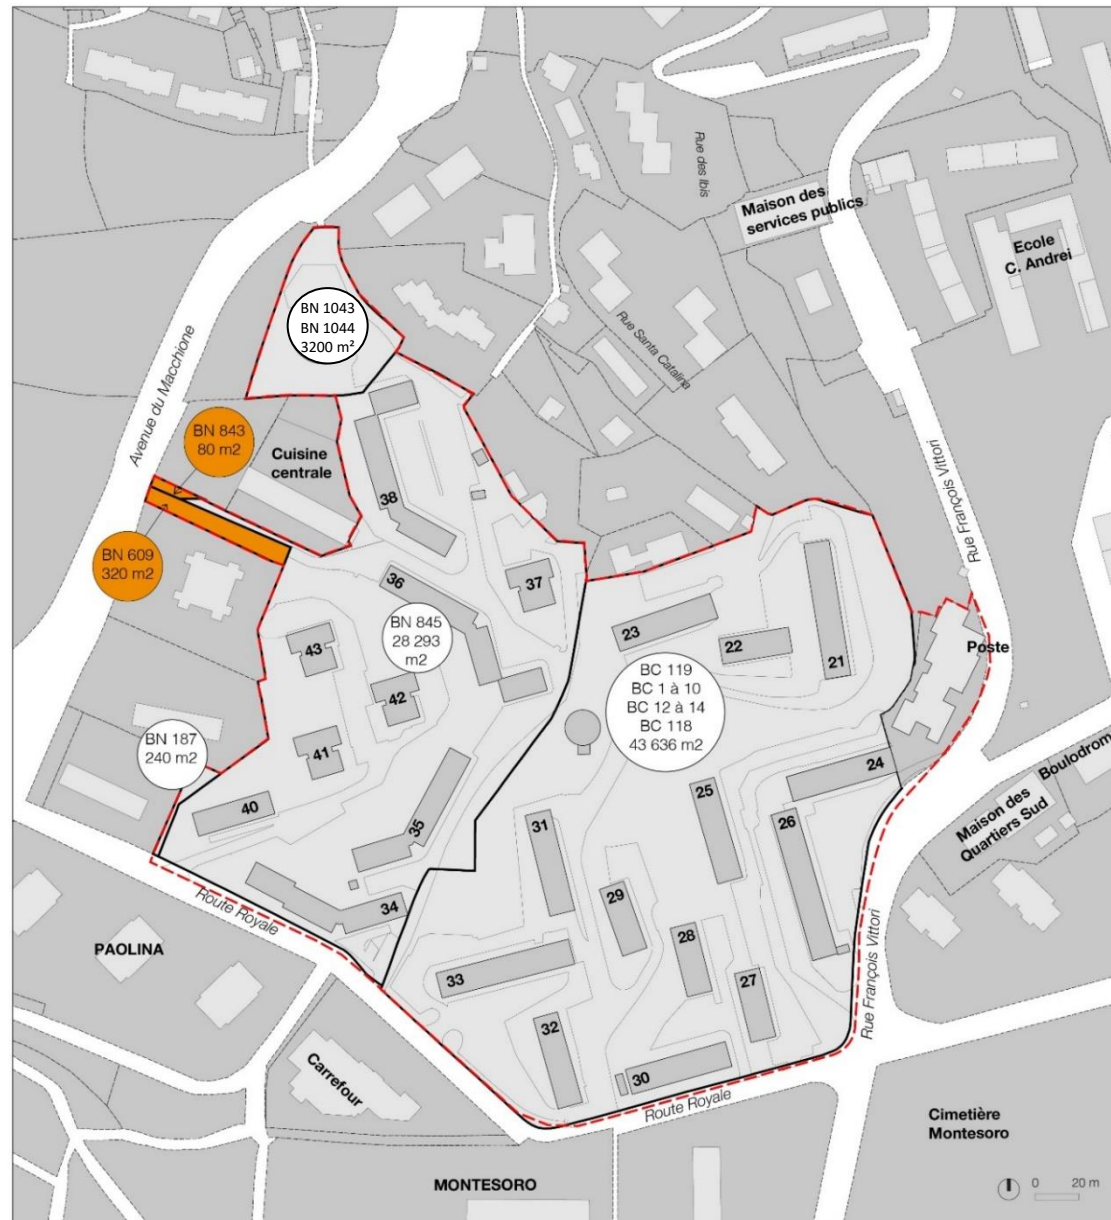 Rue des Ibis
Maison des
services publics
Ecole
C. Andrei
BN 1043
BN 1044
3200 m²
Rue Santa Catalina
Avenue du Macchione
BN 843
80 m2
Cuisine
centrale
38
Rue François Vittori
BN 609
320 m2
36
37
BN 845
28 293
m2
23
22
21
Poste
43
42
41
BC 119
BC 1 à 10
BC 12 à 14
BC 118
43 636 m2
BN 187
240 m2
24
Boulodrom
Maison des
Quartiers Sud
40
35
25
31
26
29
34
Route Royale
28
27
33
32
30
PAOLINA
Carrefour
Rue François Vittori
Route Royale
Cimetière
Montesoro
MONTESORO
0 20 m